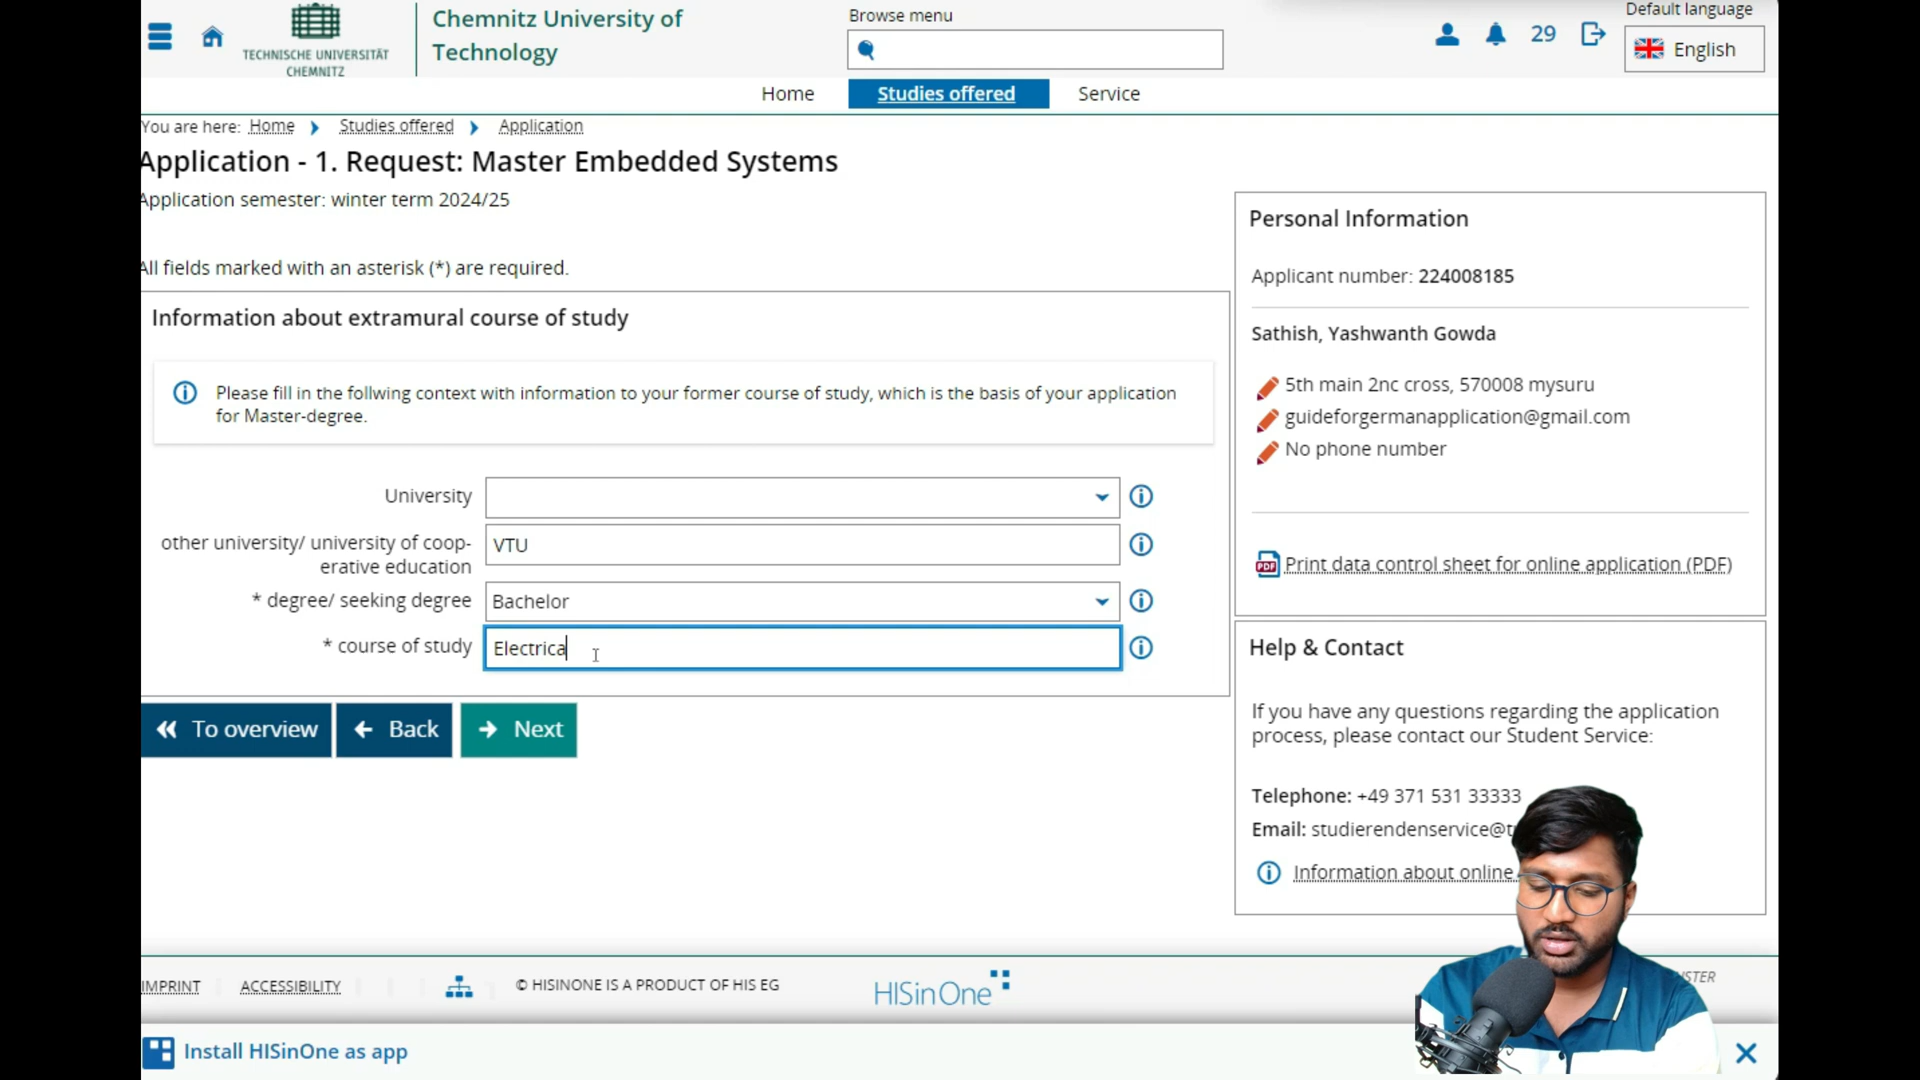 TECHNISCHE UNIVERSITÄT
CHEMNITZ
Chemnitz University of
Technology
Browse menu
29
Default language
English
Home
Studies offered
Service
You are here: Home Studies offered Application
Application - 1. Request: Master Embedded Systems
Application semester: winter term 2024/25
All fields marked with an asterisk (*) are required.
Information about extramural course of study
Please fill in the follwing context with information to your former course of study, which is the basis of your application
for Master-degree.
University
other university/ university of coop-
erative education
VTU
* degree/ seeking degree
Bachelor
* course of study
Electrica
To overview
Back
Next
Personal Information
Applicant number: 224008185
Sathish, Yashwanth Gowda
5th main 2nc cross, 570008 mysuru
guideforgermanapplication@gmail.com
No phone number
PDF
Print data control sheet for online application (PDF)
Help & Contact
If you have any questions regarding the application
process, please contact our Student Service:
Telephone: +49 371 531 33333
Email: studierendenservice@t
Information about online
IMPRINT
ACCESSIBILITY
© HISINONE IS A PRODUCT OF HIS EG
HISinOne
Install HISinOne as app